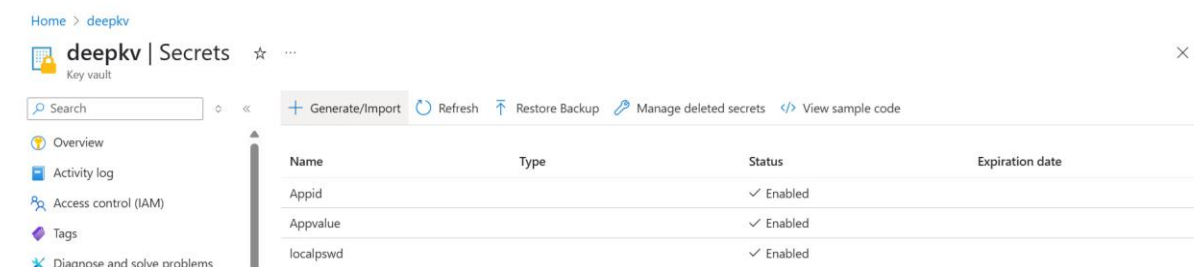 Home > deepkv
deepkv | Secrets ☆ ···
Key vault
Search
Generate/Import Refresh Restore Backup Manage deleted secrets </> View sample code
Overview
Activity log
Access control (IAM)
Tags
Diagnose and solve problems
Name Type Status Expiration date
Appid ✓ Enabled
Appvalue ✓ Enabled
localpswd ✓ Enabled